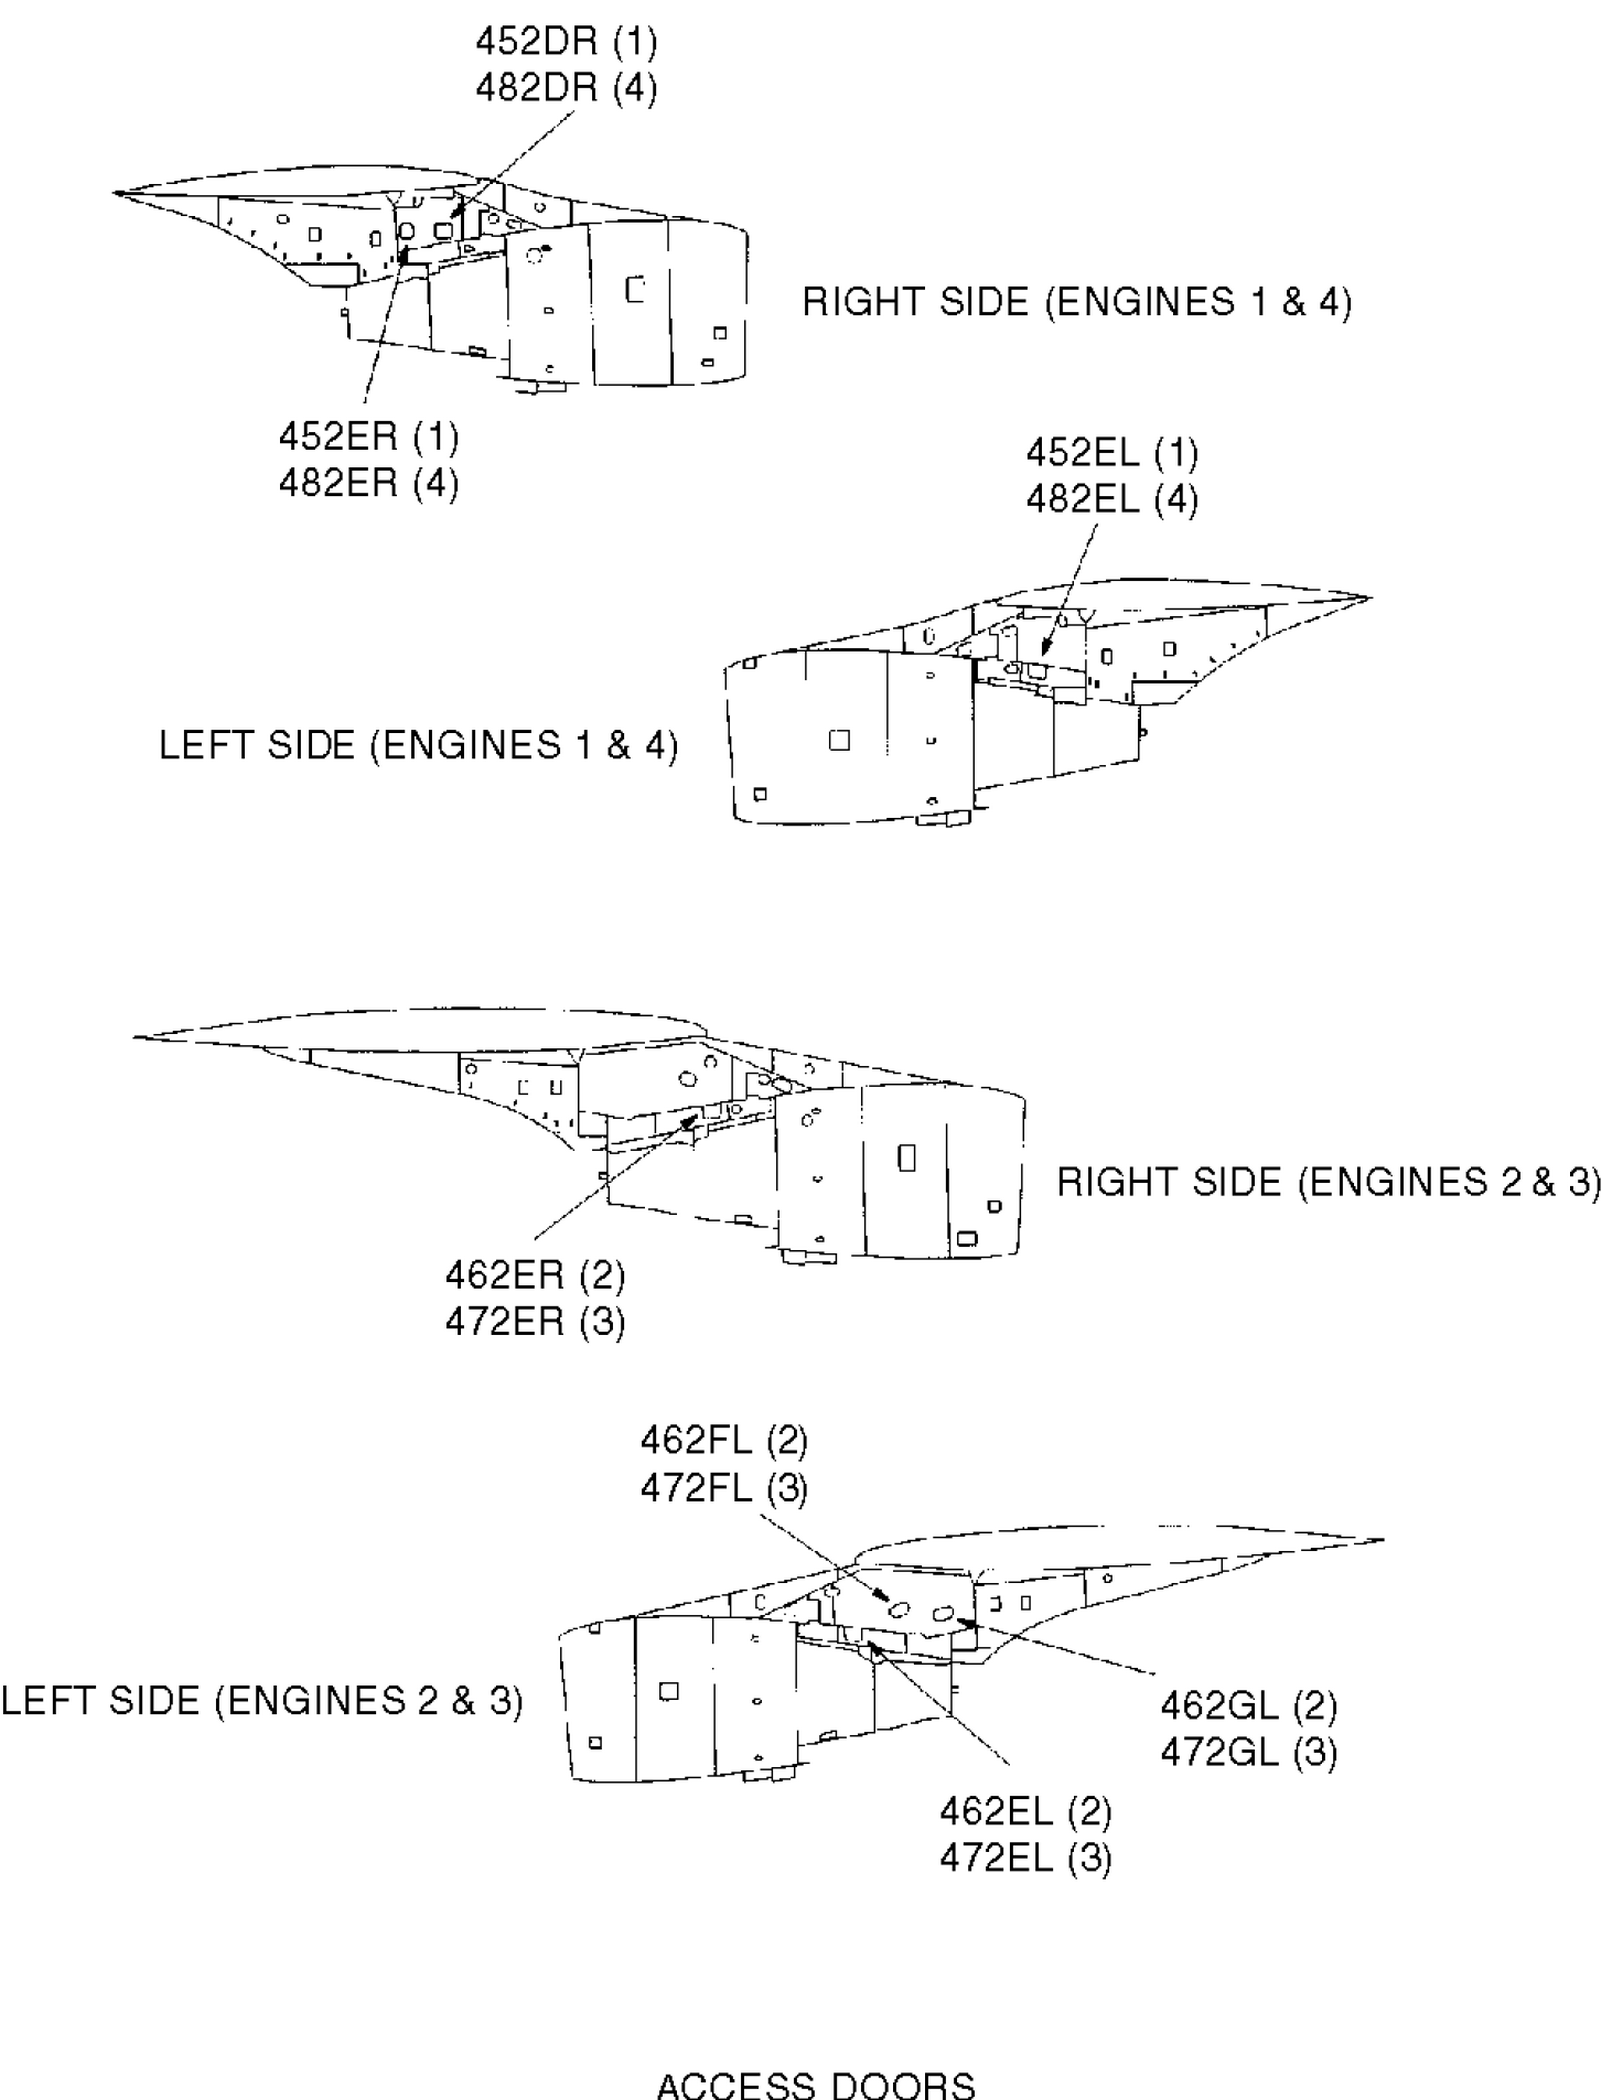 452DR (1)
482DR (4)
RIGHT SIDE (ENGINES 1 & 4)
452ER (1)
482ER (4)
452EL (1)
482EL (4)
LEFT SIDE (ENGINES 1 & 4)
RIGHT SIDE (ENGINES 2 & 3)
462ER (2)
472ER (3)
462FL (2)
472FL (3)
LEFT SIDE (ENGINES 2 & 3)
462GL (2)
472GL (3)
462EL (2)
472EL (3)
ACCESS DOORS